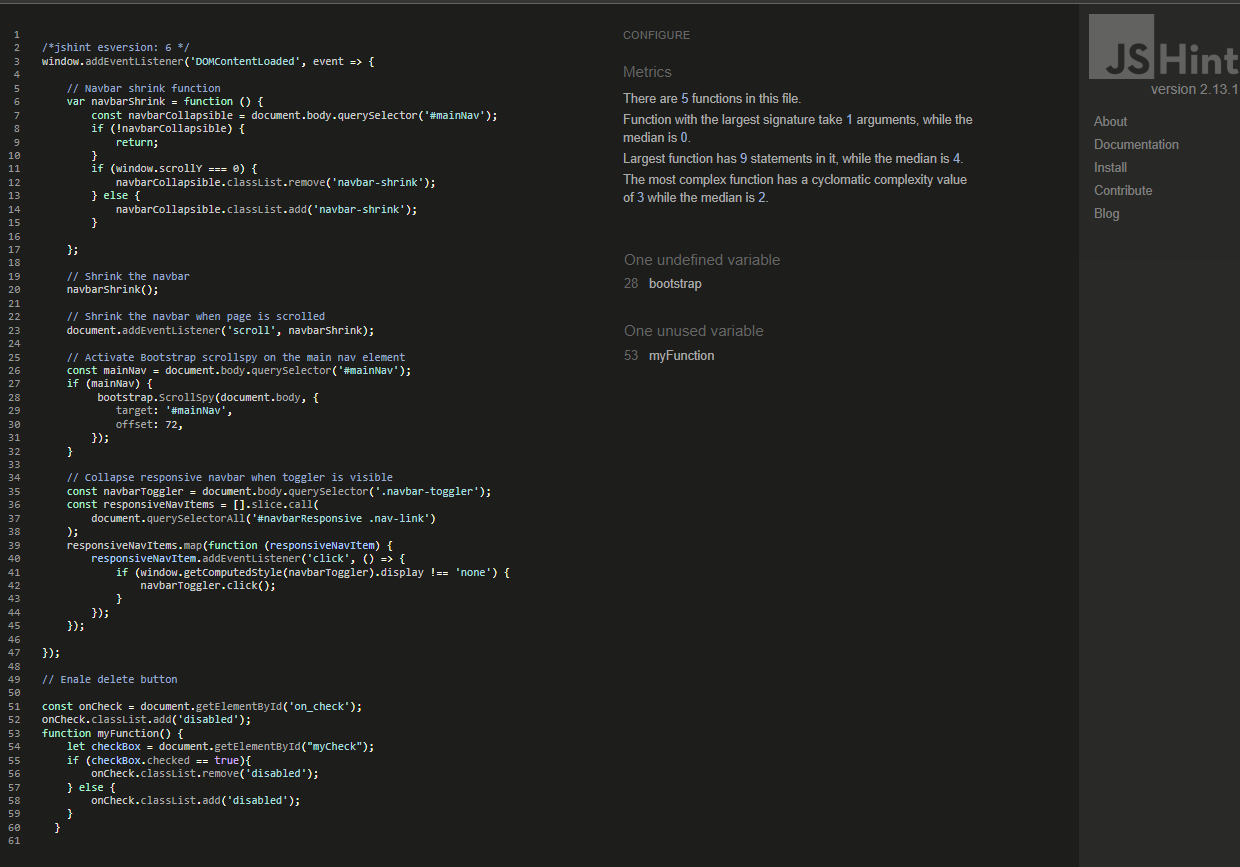 1
2 /*jshint esversion: 6 */
3 window.addEventListener('DOMContentLoaded', event => {
4
5     // Navbar shrink function
6     var navbarShrink = function () {
7         const navbarCollapsible = document.body.querySelector('#mainNav');
8         if (!navbarCollapsible) {
9             return;
10         }
11         if (window.scrollY === 0) {
12             navbarCollapsible.classList.remove('navbar-shrink');
13         } else {
14             navbarCollapsible.classList.add('navbar-shrink');
15         }
16
17     };
18
19     // Shrink the navbar
20     navbarShrink();
21
22     // Shrink the navbar when page is scrolled
23     document.addEventListener('scroll', navbarShrink);
24
25     // Activate Bootstrap scrollspy on the main nav element
26     const mainNav = document.body.querySelector('#mainNav');
27     if (mainNav) {
28          bootstrap.ScrollSpy(document.body, {
29             target: '#mainNav',
30             offset: 72,
31         });
32     }
33
34     // Collapse responsive navbar when toggler is visible
35     const navbarToggler = document.body.querySelector('.navbar-toggler');
36     const responsiveNavItems = [].slice.call(
37         document.querySelectorAll('#navbarResponsive .nav-link')
38     );
39     responsiveNavItems.map(function (responsiveNavItem) {
40         responsiveNavItem.addEventListener('click', () => {
41             if (window.getComputedStyle(navbarToggler).display !== 'none') {
42                 navbarToggler.click();
43             }
44         });
45     });
46
47 });
48
49 // Enale delete button
50
51 const onCheck = document.getElementById('on_check');
52 onCheck.classList.add('disabled');
53 function myFunction() {
54     let checkBox = document.getElementById("myCheck");
55     if (checkBox.checked == true){
56         onCheck.classList.remove('disabled');
57     } else {
58         onCheck.classList.add('disabled');
59     }
60   }
61
CONFIGURE
Metrics
There are 5 functions in this file.
Function with the largest signature take 1 arguments, while the
median is 0.
Largest function has 9 statements in it, while the median is 4.
The most complex function has a cyclomatic complexity value
of 3 while the median is 2.
One undefined variable
28 bootstrap
One unused variable
53 myFunction
JSHint
version 2.13.1
About
Documentation
Install
Contribute
Blog